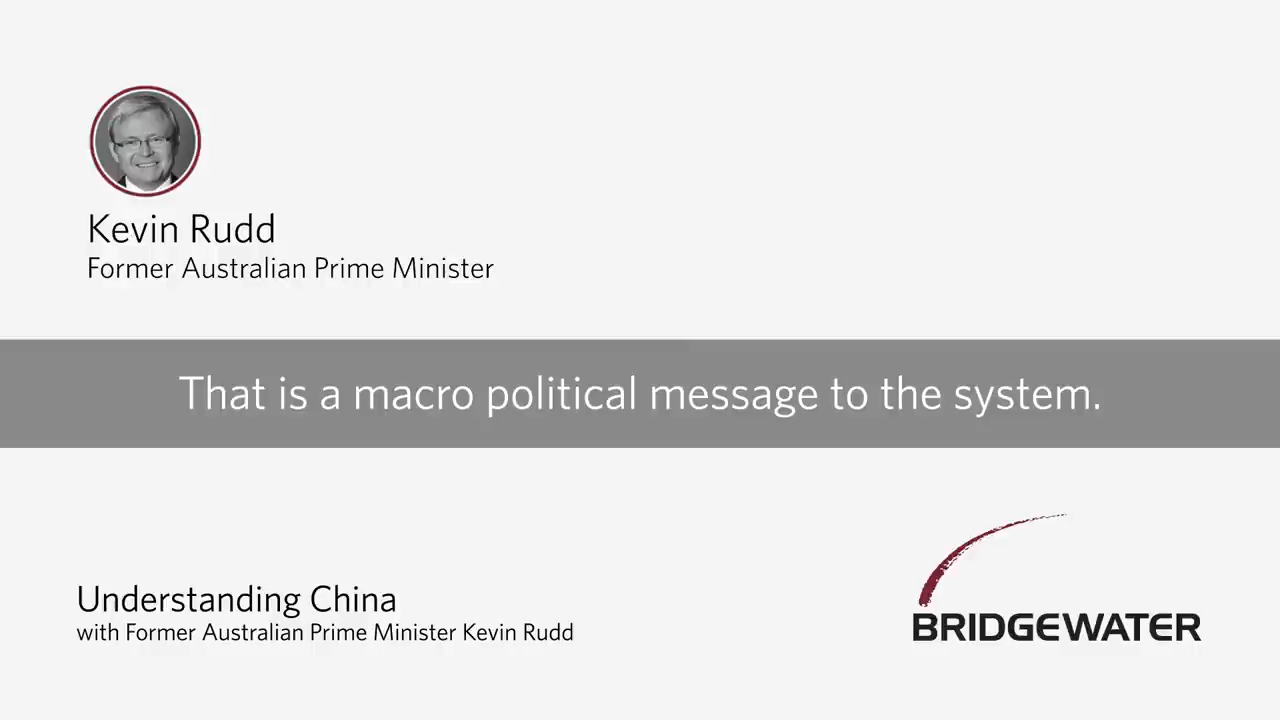 Kevin Rudd
Former Australian Prime Minister
That is a macro political message to the system.
Understanding China
with Former Australian Prime Minister Kevin Rudd
BRIDGEWATER